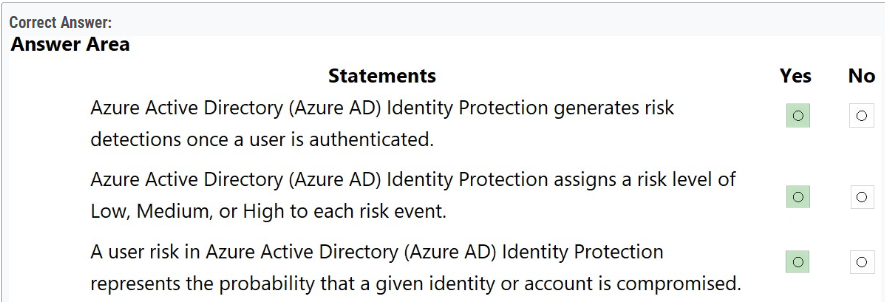 Correct Answer:
Answer Area
Statements Yes No
Azure Active Directory (Azure AD) Identity Protection generates risk
detections once a user is authenticated.
Azure Active Directory (Azure AD) Identity Protection assigns a risk level of
Low, Medium, or High to each risk event.
A user risk in Azure Active Directory (Azure AD) Identity Protection
represents the probability that a given identity or account is compromised.